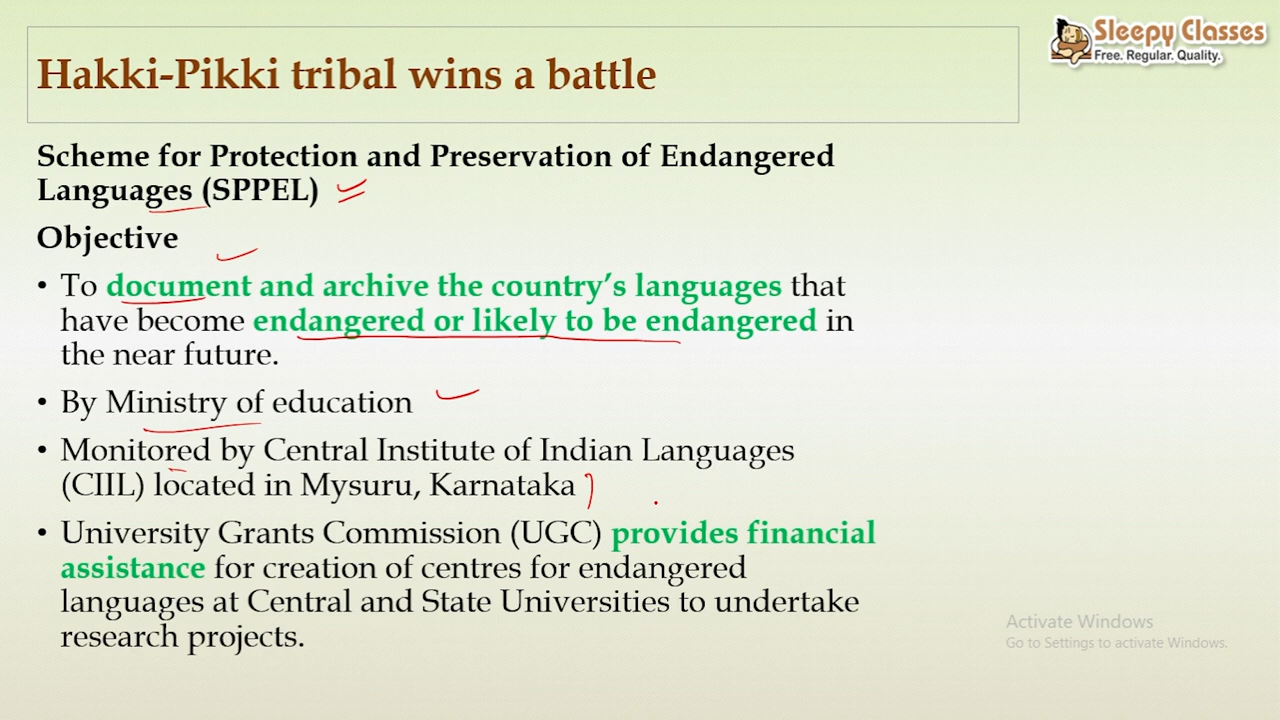 Sleepy Classes
Free. Regular. Quality.
Hakki-Pikki tribal wins a battle
Scheme for Protection and Preservation of Endangered
Languages (SPPEL)
Objective
• To document and archive the country’s languages that
have become endangered or likely to be endangered in
the near future.
• By Ministry of education
• Monitored by Central Institute of Indian Languages
(CIIL) located in Mysuru, Karnataka
• University Grants Commission (UGC) provides financial
assistance for creation of centres for endangered
languages at Central and State Universities to undertake
research projects.
Activate Windows
Go to Settings to activate Windows.